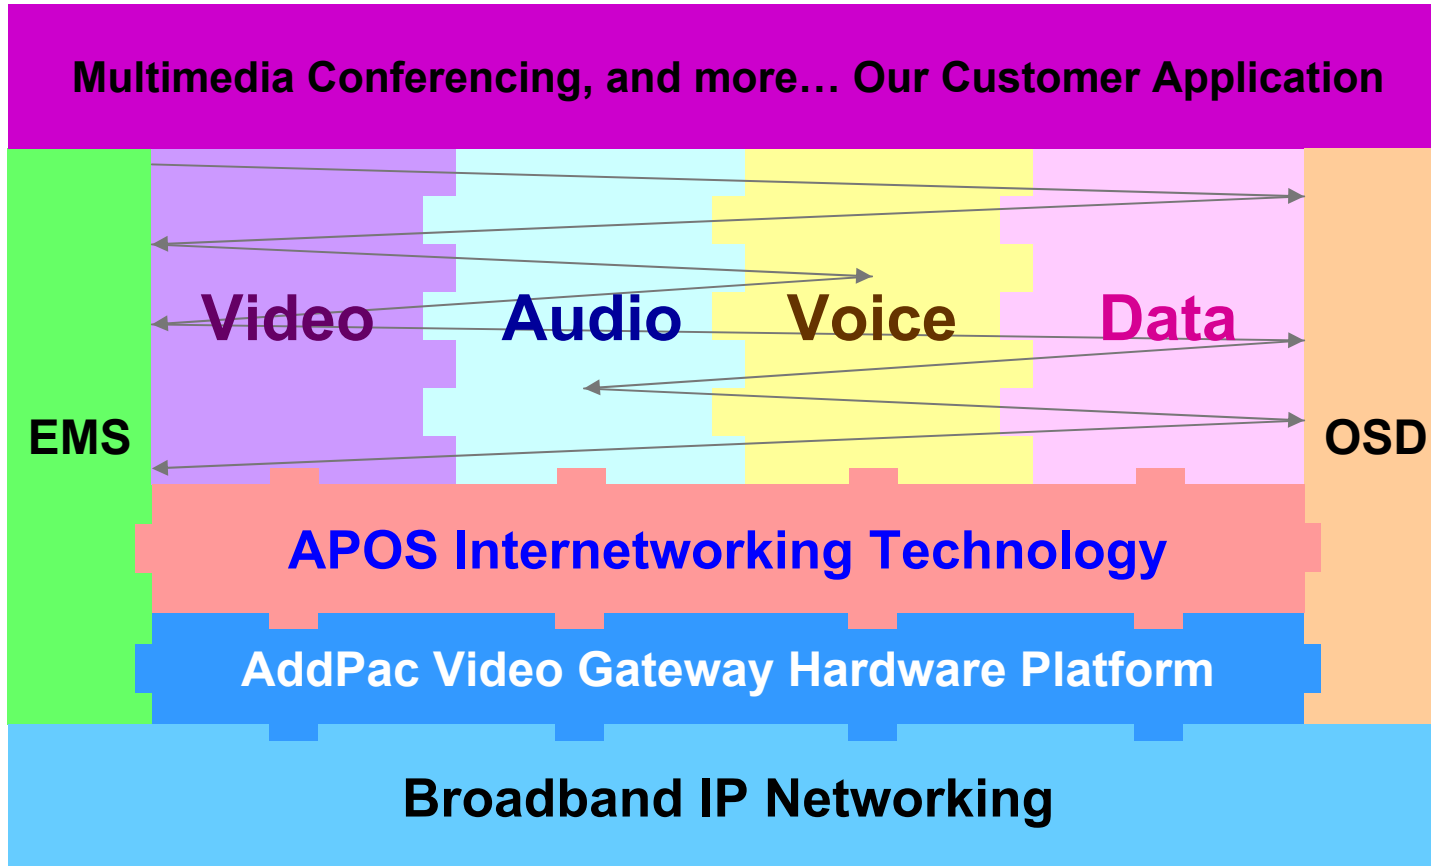 Multimedia Conferencing, and more… Our Customer Application
Video Audio Voice Data
EMS
OSD
APOS Internetworking Technology
AddPac Video Gateway Hardware Platform
Broadband IP Networking